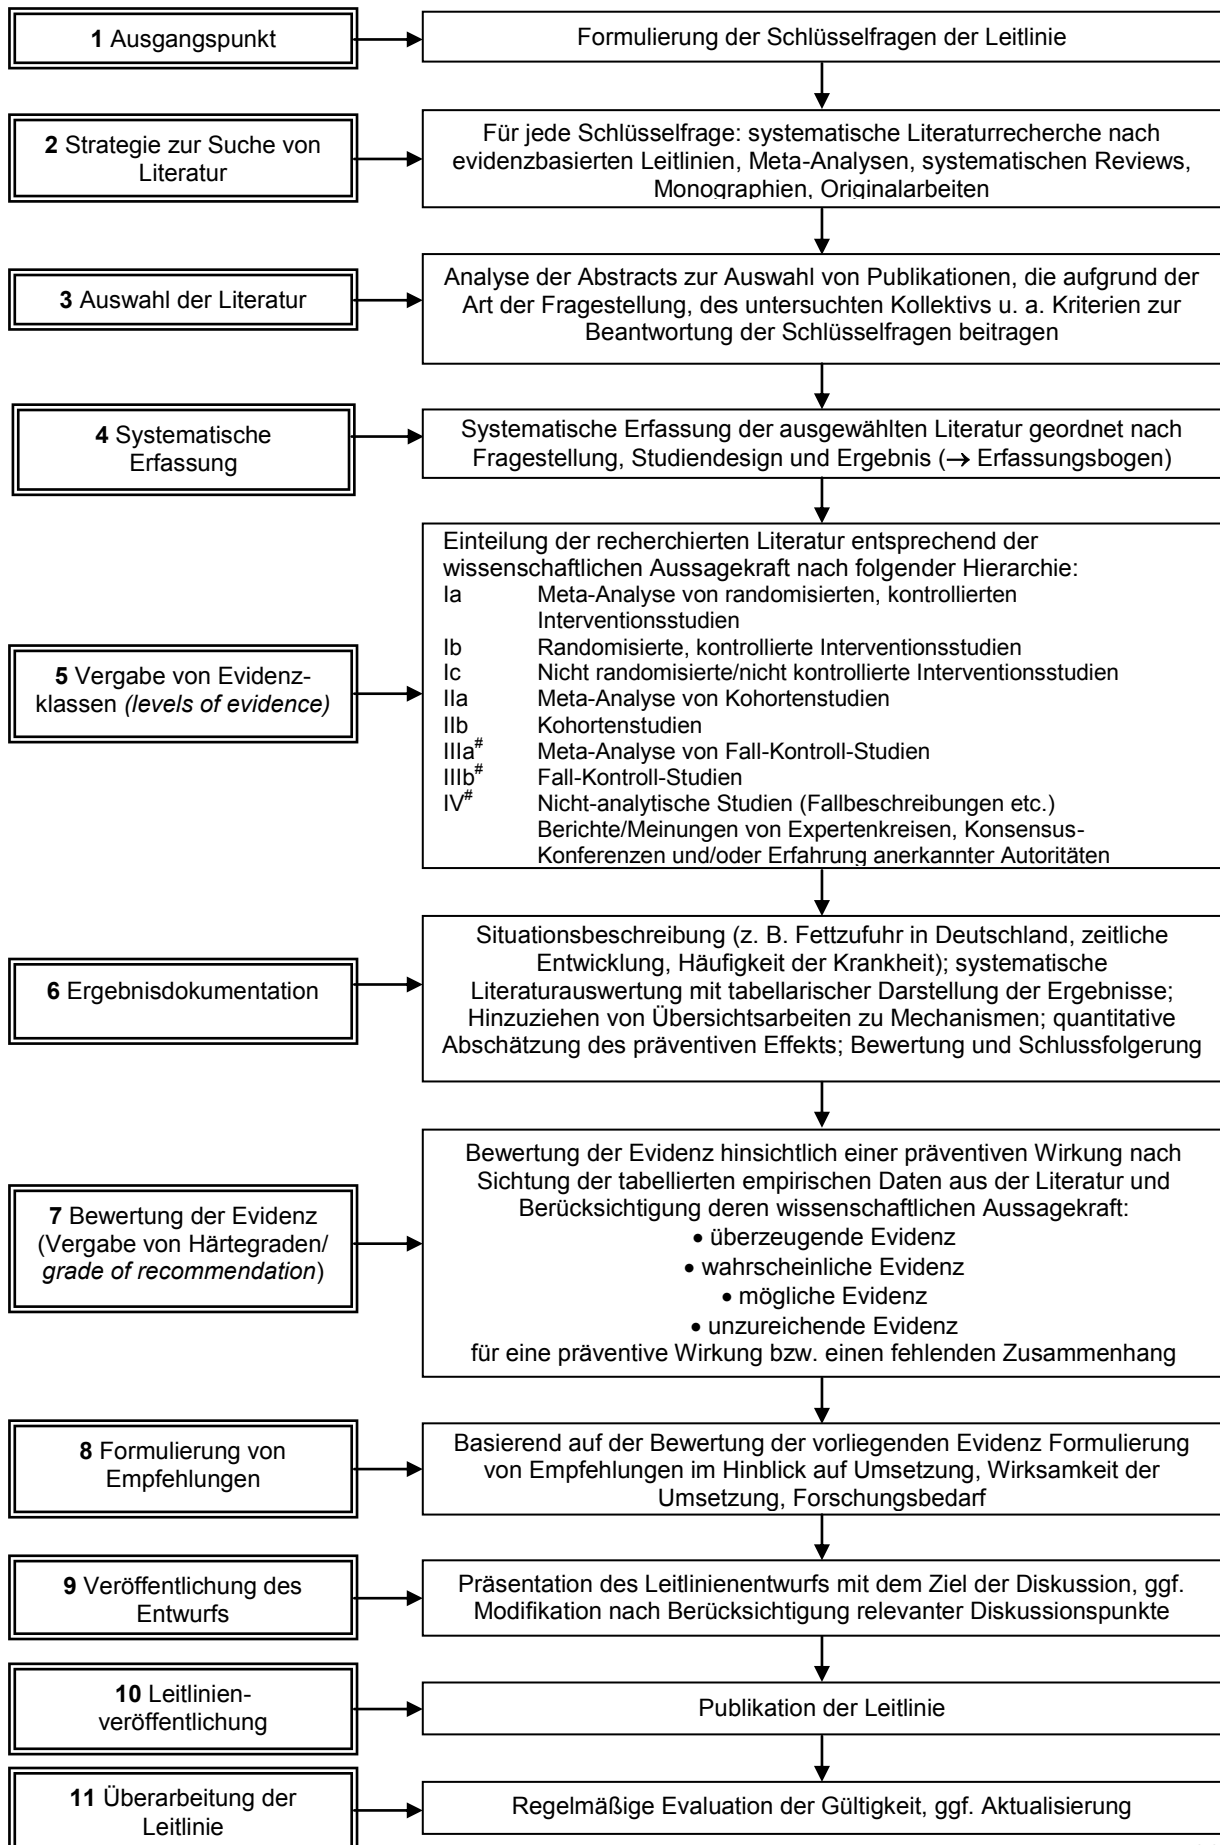 1 Ausgangspunkt
Formulierung der Schlüsselfragen der Leitlinie
2 Strategie zur Suche von
Literatur
Für jede Schlüsselfrage: systematische Literaturrecherche nach
evidenzbasierten Leitlinien, Meta-Analysen, systematischen Reviews,
Monographien, Originalarbeiten
3 Auswahl der Literatur
Analyse der Abstracts zur Auswahl von Publikationen, die aufgrund der
Art der Fragestellung, des untersuchten Kollektivs u. a. Kriterien zur
Beantwortung der Schlüsselfragen beitragen
4 Systematische
Erfassung
Systematische Erfassung der ausgewählten Literatur geordnet nach
Fragestellung, Studiendesign und Ergebnis (→ Erfassungsbogen)
5 Vergabe von Evidenz-
klassen (levels of evidence)
Einteilung der recherchierten Literatur entsprechend der
wissenschaftlichen Aussagekraft nach folgender Hierarchie:
Ia Meta-Analyse von randomisierten, kontrollierten
Interventionsstudien
Ib Randomisierte, kontrollierte Interventionsstudien
Ic Nicht randomisierte/nicht kontrollierte Interventionsstudien
IIa Meta-Analyse von Kohortenstudien
IIb Kohortenstudien
IIIa# Meta-Analyse von Fall-Kontroll-Studien
IIIb# Fall-Kontroll-Studien
IV# Nicht-analytische Studien (Fallbeschreibungen etc.)
Berichte/Meinungen von Expertenkreisen, Konsensus-
Konferenzen und/oder Erfahrung anerkannter Autoritäten
6 Ergebnisdokumentation
Situationsbeschreibung (z. B. Fettzufuhr in Deutschland, zeitliche
Entwicklung, Häufigkeit der Krankheit); systematische
Literaturauswertung mit tabellarischer Darstellung der Ergebnisse;
Hinzuziehen von Übersichtsarbeiten zu Mechanismen; quantitative
Abschätzung des präventiven Effekts; Bewertung und Schlussfolgerung
7 Bewertung der Evidenz
(Vergabe von Härtegraden/
grade of recommendation)
Bewertung der Evidenz hinsichtlich einer präventiven Wirkung nach
Sichtung der tabellierten empirischen Daten aus der Literatur und
Berücksichtigung deren wissenschaftlichen Aussagekraft:
• überzeugende Evidenz
• wahrscheinliche Evidenz
• mögliche Evidenz
• unzureichende Evidenz
für eine präventive Wirkung bzw. einen fehlenden Zusammenhang
8 Formulierung von
Empfehlungen
Basierend auf der Bewertung der vorliegenden Evidenz Formulierung
von Empfehlungen im Hinblick auf Umsetzung, Wirksamkeit der
Umsetzung, Forschungsbedarf
9 Veröffentlichung des
Entwurfs
Präsentation des Leitlinienentwurfs mit dem Ziel der Diskussion, ggf.
Modifikation nach Berücksichtigung relevanter Diskussionspunkte
10 Leitlinien-
veröffentlichung
Publikation der Leitlinie
11 Überarbeitung der
Leitlinie
Regelmäßige Evaluation der Gültigkeit, ggf. Aktualisierung